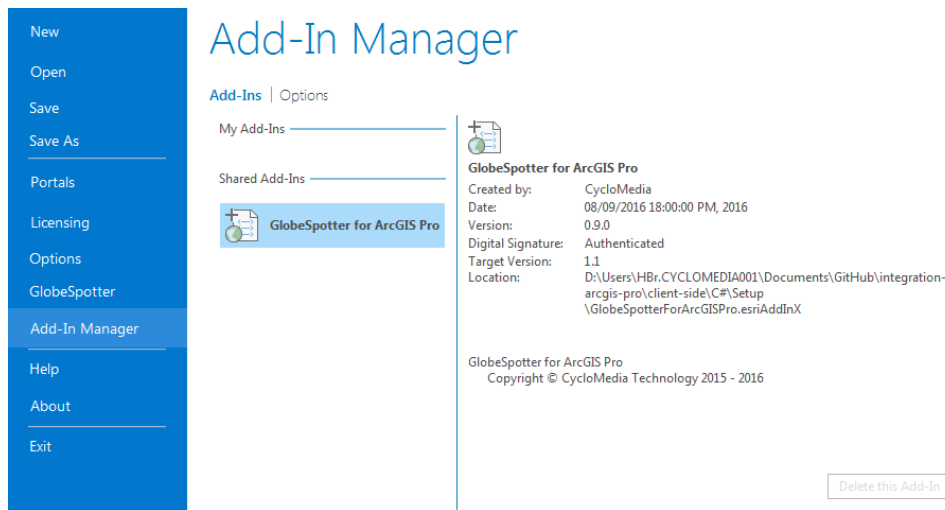 New
Open
Save
Save As
Portals
Licensing
Options
GlobeSpotter
Add-In Manager
Help
About
Exit
Add-In Manager
Add-Ins | Options
My Add-Ins
Shared Add-Ins
GlobeSpotter for ArcGIS Pro
GlobeSpotter for ArcGIS Pro
Created by: CycloMedia
Date: 08/09/2016 18:00:00 PM, 2016
Version: 0.9.0
Digital Signature: Authenticated
Target Version: 1.1
Location: D:\Users\HBr.CYCLOMEDIA001\Documents\GitHub\integration-
arcgis-pro\client-side\C#\Setup
\GlobeSpotterForArcGISPro.esriAddInX
GlobeSpotter for ArcGIS Pro
Copyright © CycloMedia Technology 2015 - 2016
Delete this Add-In